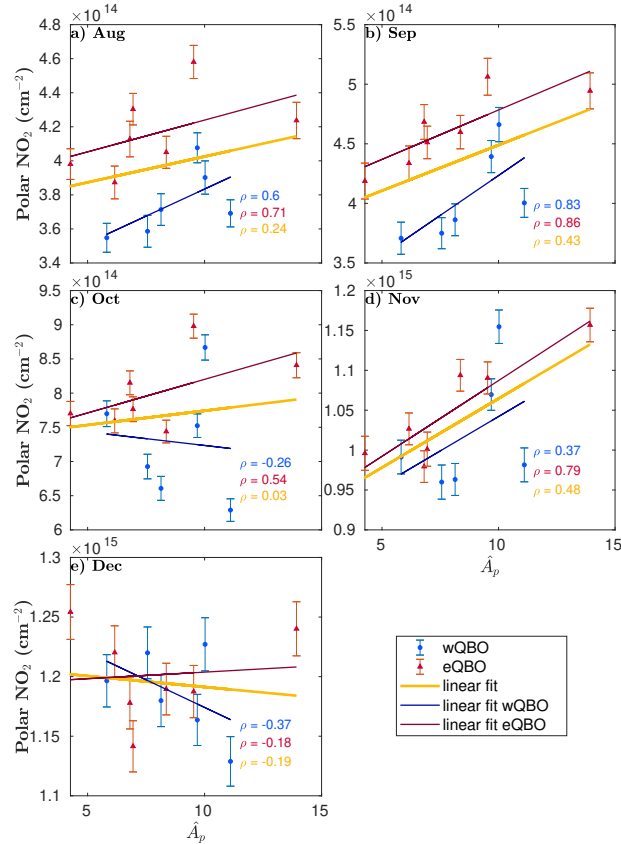 ×10^14
4.8
4.6
4.4
4.2
4
3.8
3.6
3.4
a) Aug
Polar NO₂ (cm⁻²)
ρ = 0.6
ρ = 0.71
ρ = 0.24
×10^14
5.5
5
4.5
4
3.5
b) Sep
ρ = 0.83
ρ = 0.86
ρ = 0.43
×10^14
9.5
9
8.5
8
7.5
7
6.5
6
c) Oct
Polar NO₂ (cm⁻²)
ρ = -0.26
ρ = 0.54
ρ = 0.03
×10^15
1.2
1.15
1.1
1.05
1
0.95
0.9
d) Nov
ρ = 0.37
ρ = 0.79
ρ = 0.48
5 10 15
Â_p
×10^15
1.3
1.25
1.2
1.15
1.1
e) Dec
Polar NO₂ (cm⁻²)
ρ = -0.37
ρ = -0.18
ρ = -0.19
5 10 15
Â_p
wQBO
eQBO
linear fit
linear fit wQBO
linear fit eQBO